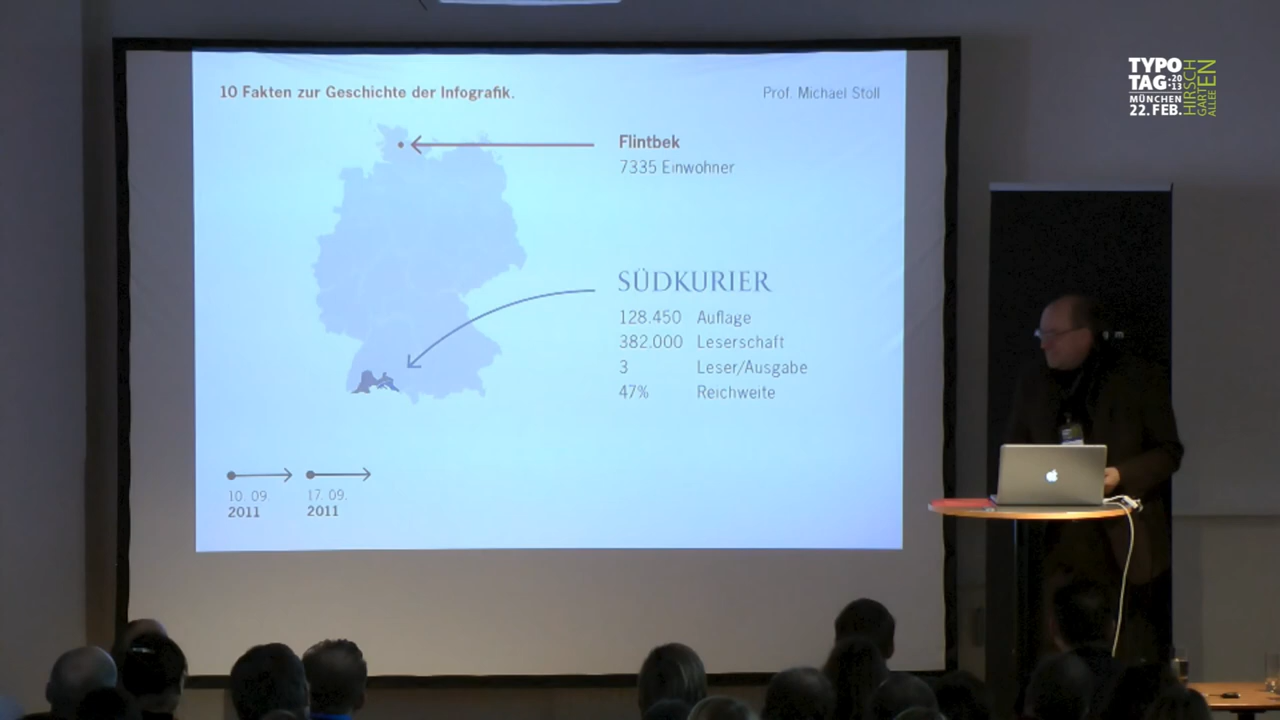 10 Fakten zur Geschichte der Infografik.
Prof. Michael Stoll
Flintbek
7335 Einwohner
SÜDKURIER
128.450 Auflage
382.000 Leserschaft
3 Leser/Ausgabe
47% Reichweite
10. 09. 2011
17. 09. 2011
TYPO
TAG.2013
MÜNCHEN
22. FEB.
HIRSCH
GARTEN
ALLEE